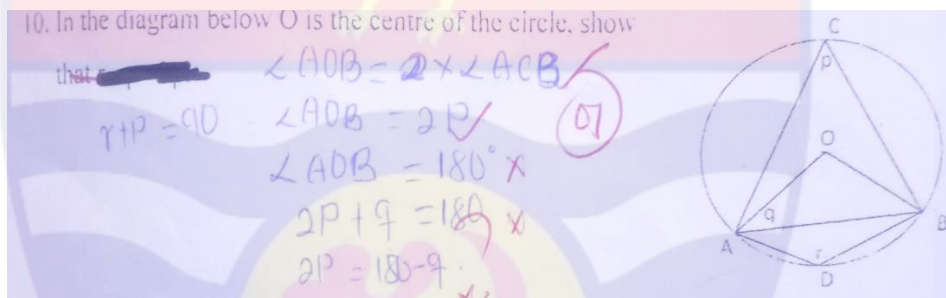 10. In the diagram below O is the centre of the circle, show
that
∠AOB = 2×∠ACB
r+p = 90
∠AOB = 2p
∠AOB = 180°
2p + q = 180
2p = 180-q.
07
C
p
O
q
A
B
r
D